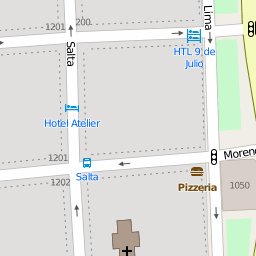 1201
200
Salta
Lima
HTL 9 de
Julio
Hotel Atelier
1201
Moreno
1202
Salta
Pizzeria
1050